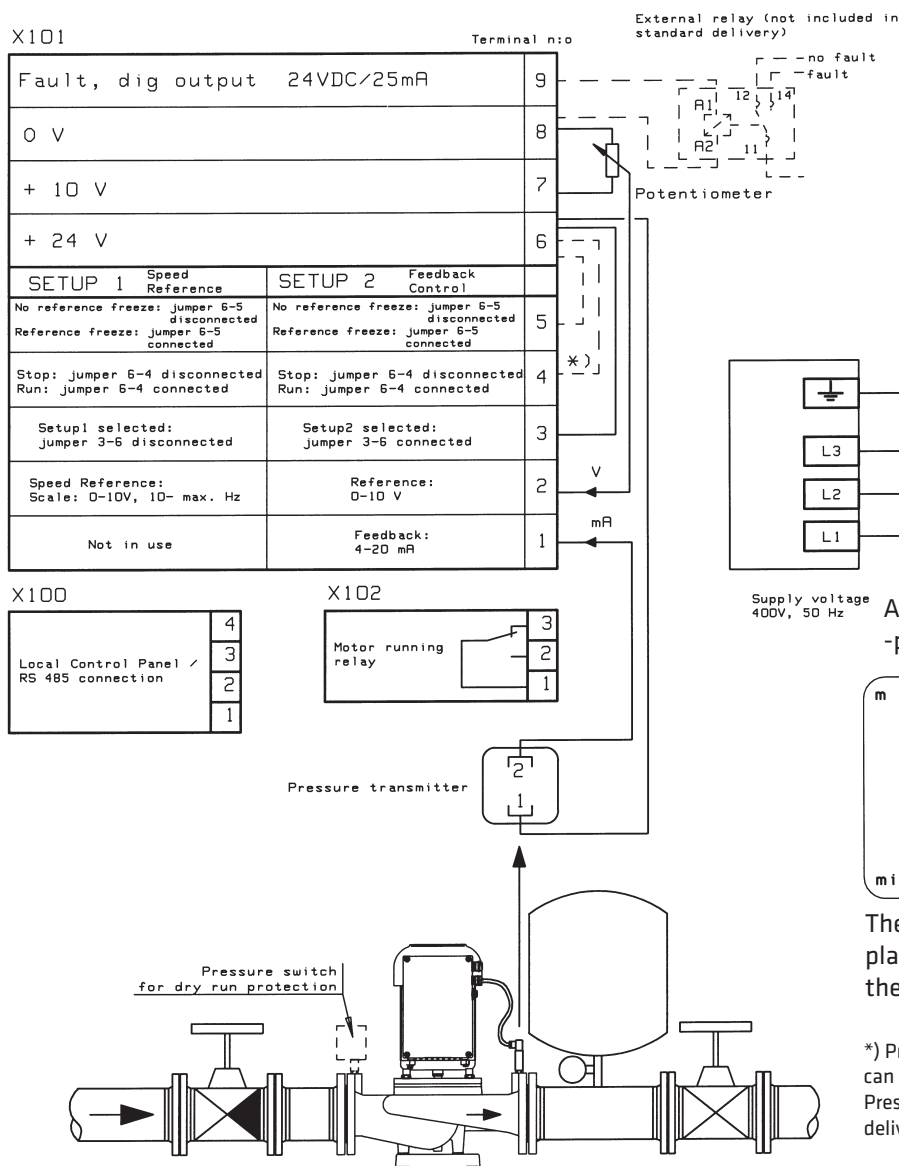 External relay (not included in
standard delivery)
X101
Terminal n:o
no fault
fault
Fault, dig output 24VDC/25mA 9
A1 12 14
A2 11
0 V 8
+ 10 V 7
Potentiometer
+ 24 V 6
SETUP 1 Speed
Reference
SETUP 2 Feedback
Control
No reference freeze: jumper 6-5
disconnected
Reference freeze: jumper 6-5
connected
No reference freeze: jumper 6-5
disconnected
Reference freeze: jumper 6-5
connected
5
*)
Stop: jumper 6-4 disconnected
Run: jumper 6-4 connected
Stop: jumper 6-4 disconnected
Run: jumper 6-4 connected
4
Setup1 selected:
jumper 3-6 disconnected
Setup2 selected:
jumper 3-6 connected
3
Speed Reference:
Scale: 0-10V, 10- max. Hz
Reference:
0-10 V
2
V
Not in use
Feedback:
4-20 mA
1
mA
L3
L2
L1
Supply voltage
400V, 50 Hz
A
-p
m
mi
The
pla
the
*) Pr
can
Pres
deliv
X100
Local Control Panel /
RS 485 connection
4
3
2
1
X102
Motor running
relay
3
2
1
Pressure transmitter
2
1
Pressure switch
for dry run protection